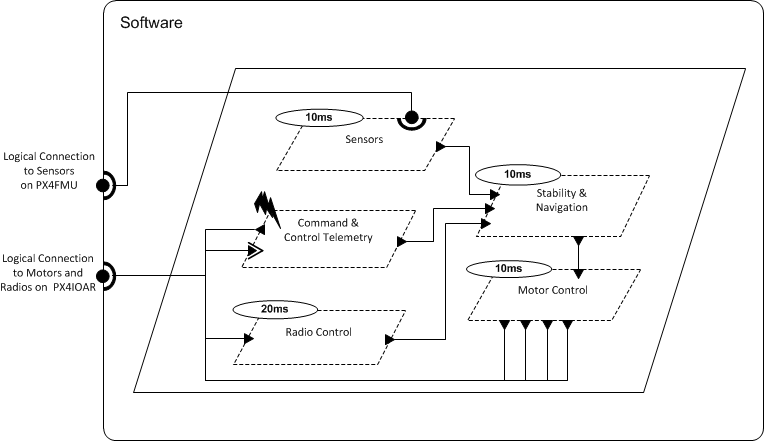 Software
10ms
Sensors
Logical Connection
to Sensors
on PX4FMU
10ms
Stability &
Navigation
Command &
Control Telemetry
Logical Connection
to Motors and
Radios on PX4IOAR
10ms
Motor Control
20ms
Radio Control